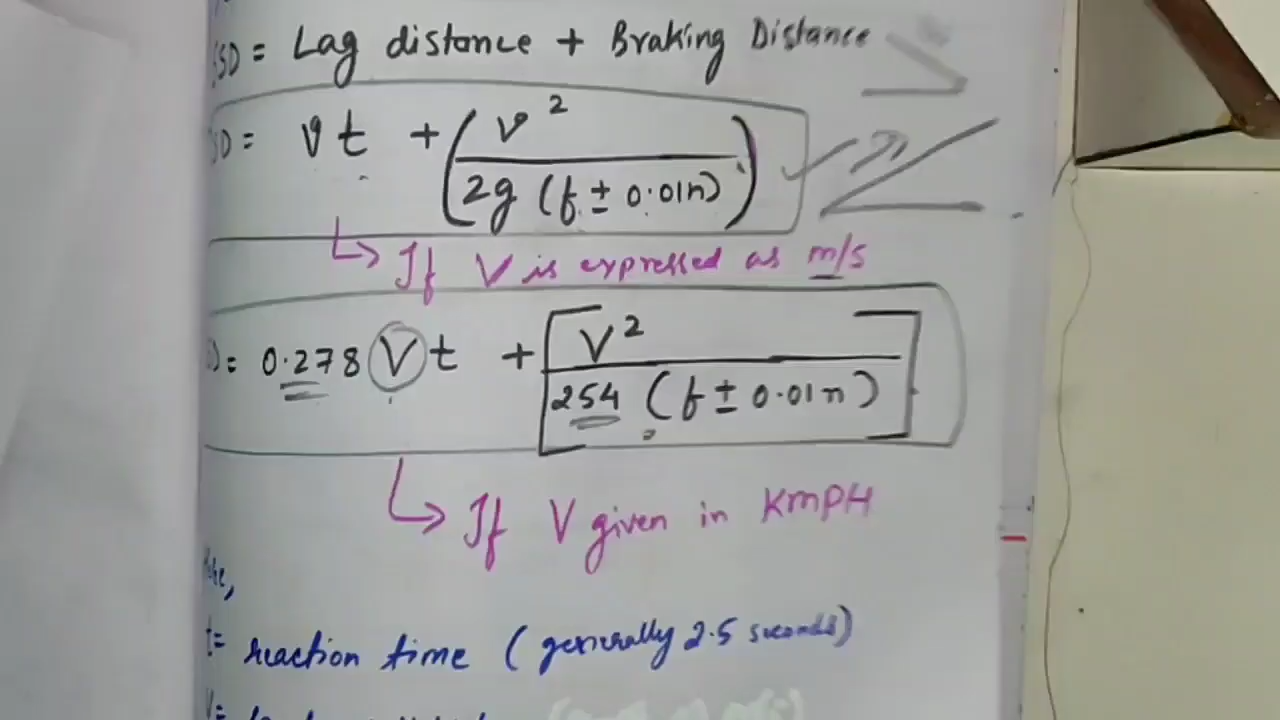 SSD = Lag distance + Braking Distance
SD = vt + (v² / 2g (f ± 0.01n))
↳ If V is expressed as m/s
D = 0.278 V t + [V² / 254 (f ± 0.01n)]
↳ If V given in KMPH
t = reaction time (generally 2.5 seconds)
V =